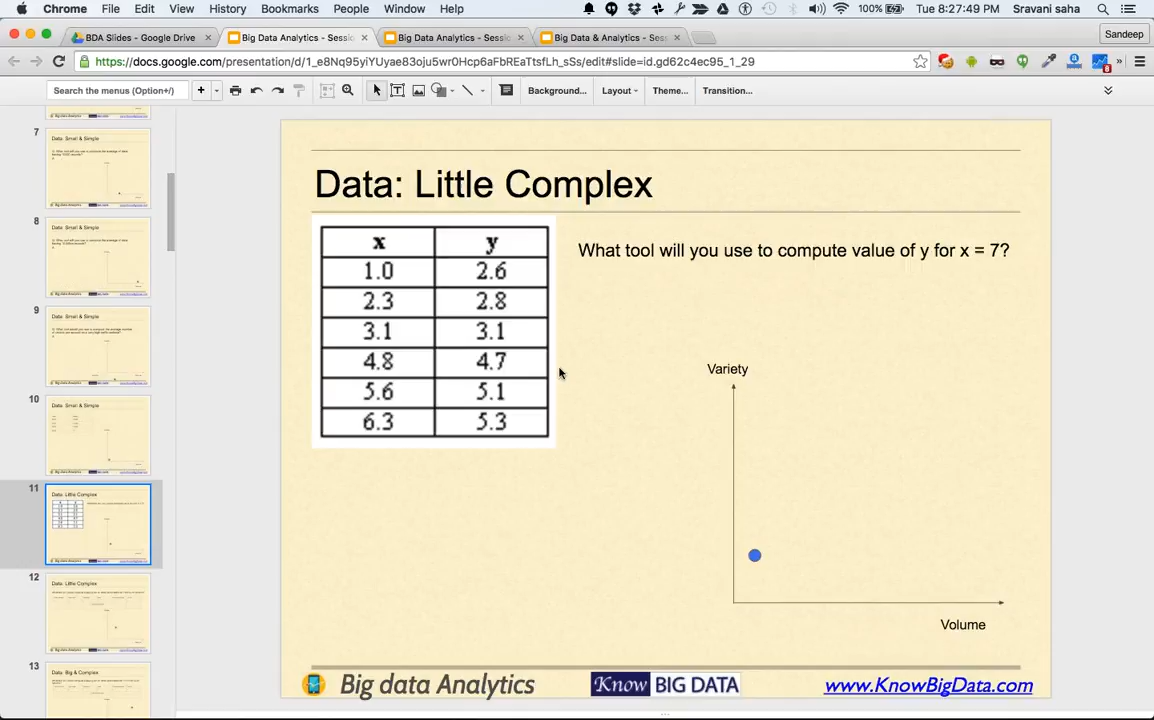 Chrome File Edit View History Bookmarks People Window Help 100% Tue 8:27:49 PM Sravani saha
BDA Slides - Google Drive × Big Data Analytics - Sessio × Big Data Analytics - Sessio × Big Data & Analytics - Ses × Sandeep
https://docs.google.com/presentation/d/1_e8Nq95yiYUyae83oju5wr0Hcp6aFbREaTtsfLh_sSs/edit#slide=id.gd62c4ec95_1_29
Search the menus (Option+/) Background... Layout Theme... Transition...
7
Data: Small & Simple
8
Data: Small & Simple
9
Data: Small & Simple
10
Data: Small & Simple
11
Data: Little Complex
12
Data: Little Complex
13
Data: Big & Complex
Data: Little Complex
What tool will you use to compute value of y for x = 7?
x y
1.0 2.6
2.3 2.8
3.1 3.1
4.8 4.7
5.6 5.1
6.3 5.3
Variety
Volume
Big data Analytics Know BIG DATA www.KnowBigData.com